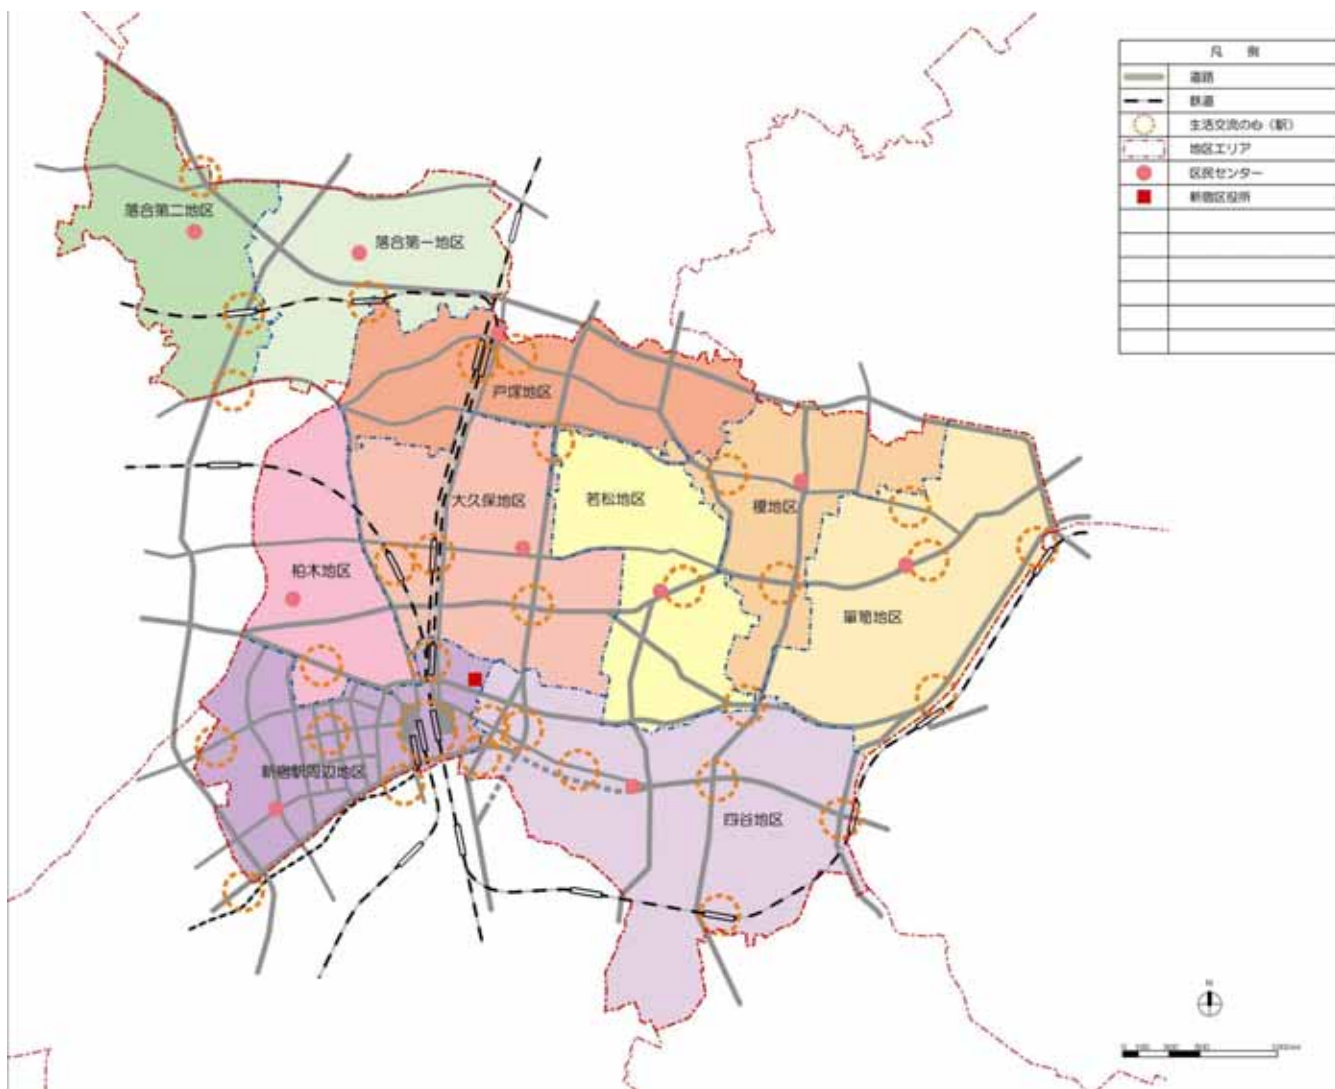 凡 例
道路
鉄道
生活交流の心（駅）
地区エリア
区民センター
新宿区役所
落合第二地区
落合第一地区
戸塚地区
大久保地区
若松地区
榎地区
柏木地区
箪笥地区
新宿駅周辺地区
四谷地区
N